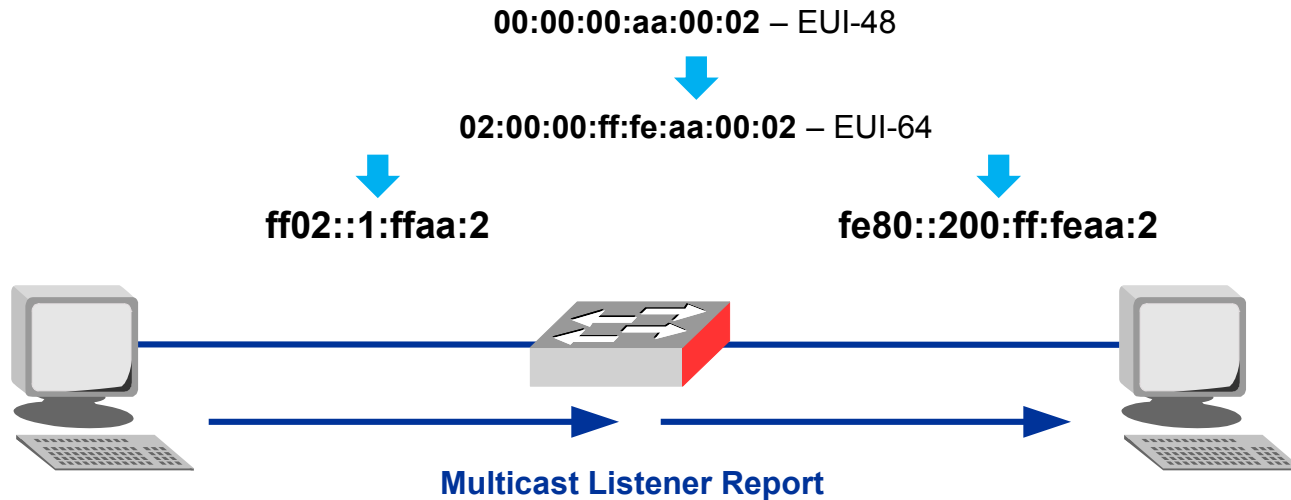 00:00:00:aa:00:02 – EUI-48
02:00:00:ff:fe:aa:00:02 – EUI-64
ff02::1:ffaa:2
fe80::200:ff:feaa:2
Multicast Listener Report